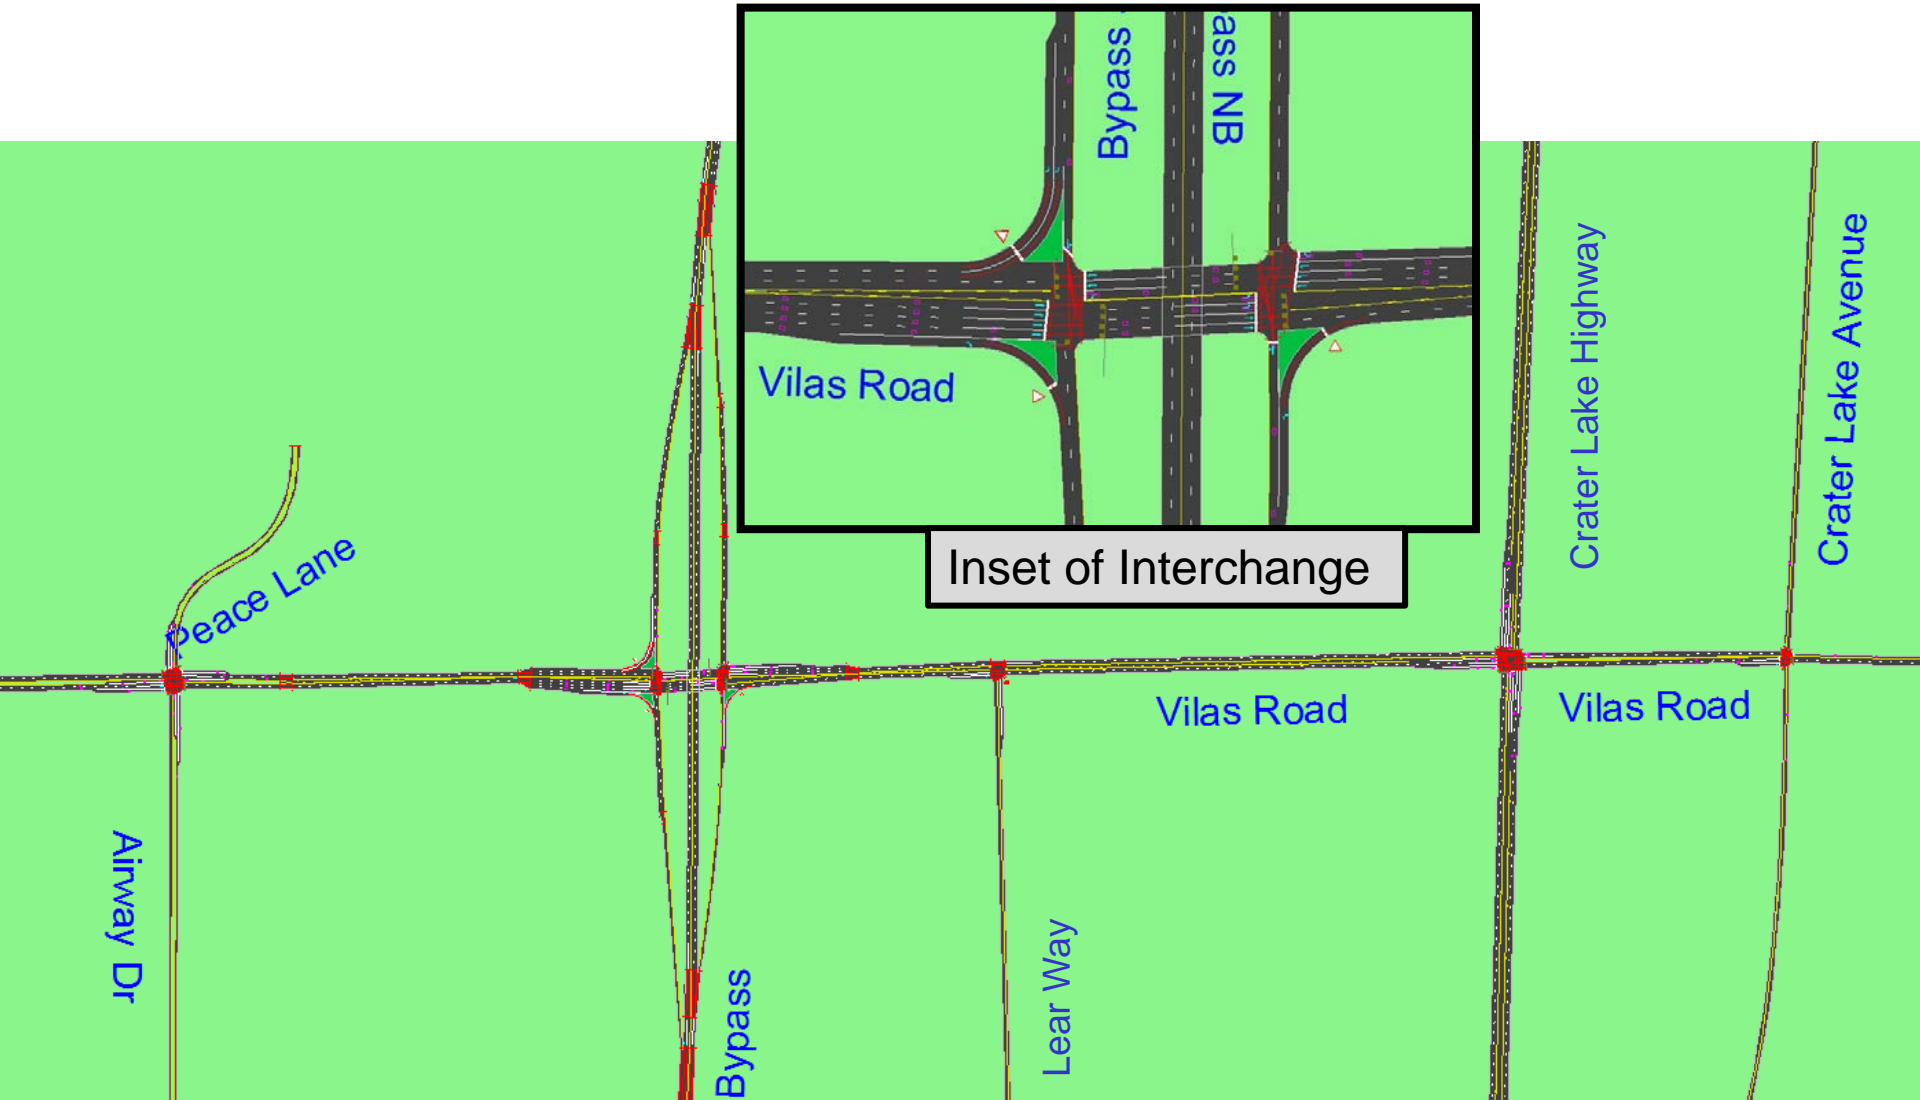 Bypass
ass NB
Vilas Road
Inset of Interchange
Crater Lake Highway
Crater Lake Avenue
Peace Lane
Vilas Road
Vilas Road
Airway Dr
Bypass
Lear Way